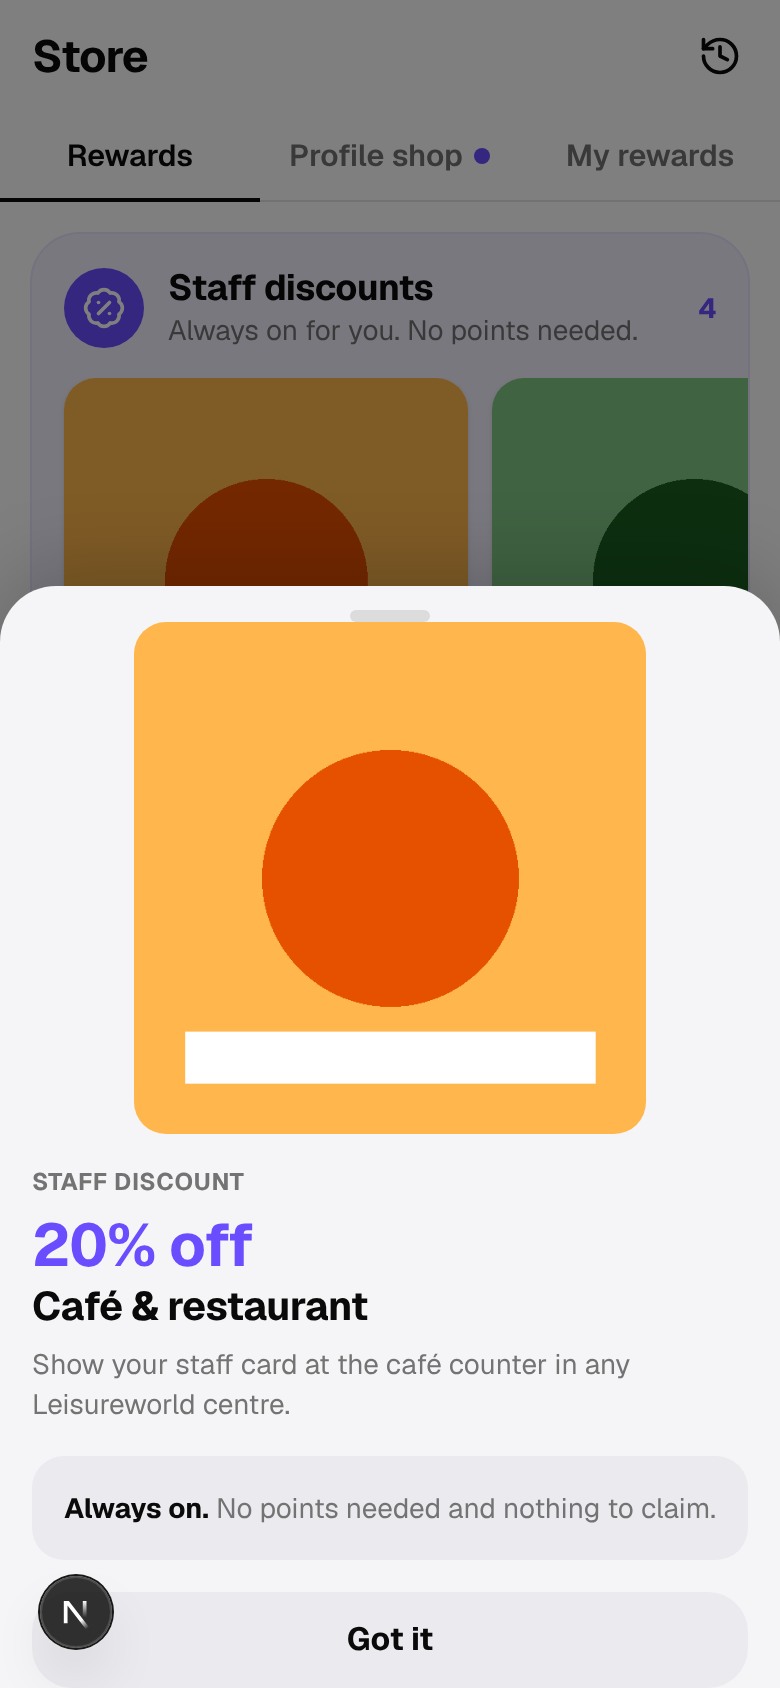 Store
Rewards
Profile shop
My rewards
Staff discounts
Always on for you. No points needed.
4
STAFF DISCOUNT
20% off
Café & restaurant
Show your staff card at the café counter in any
Leisureworld centre.
Always on. No points needed and nothing to claim.
N
Got it